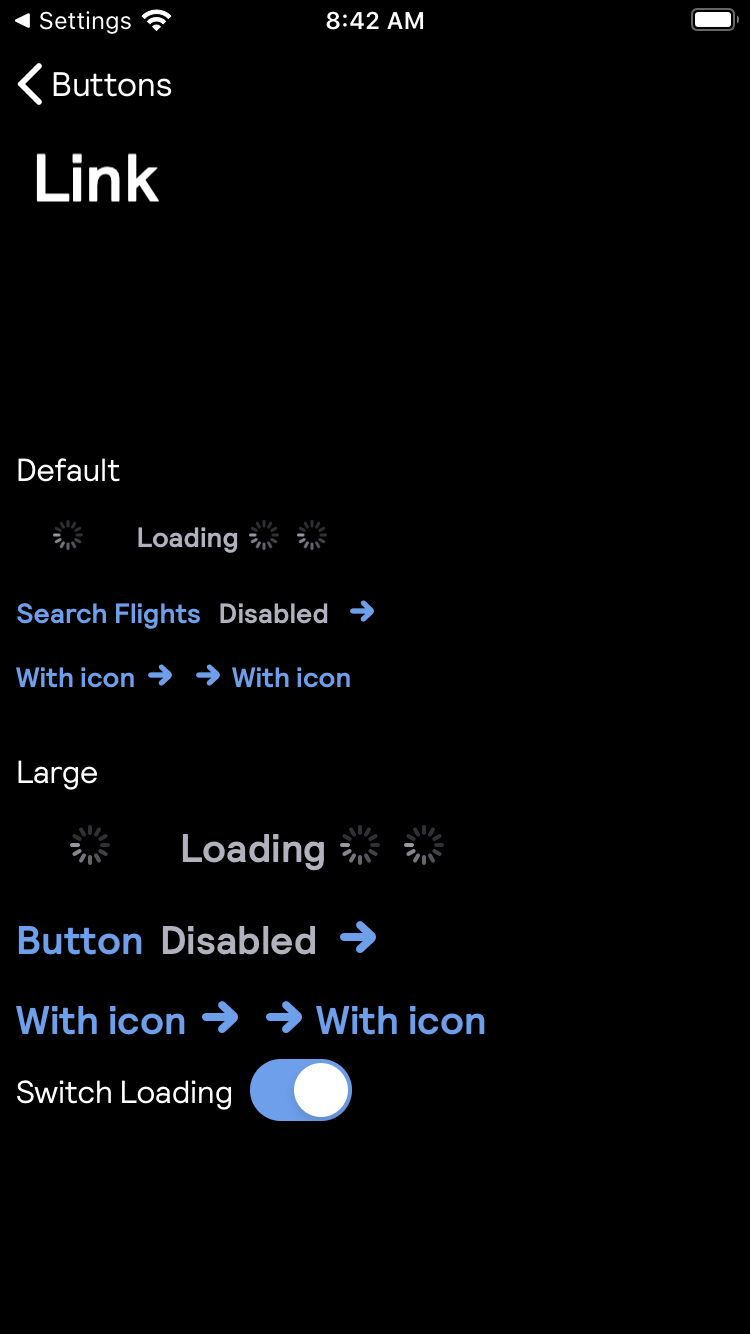 Settings 8:42 AM
Buttons
Link
Default
Loading
Search Flights Disabled
With icon With icon
Large
Loading
Button Disabled
With icon With icon
Switch Loading